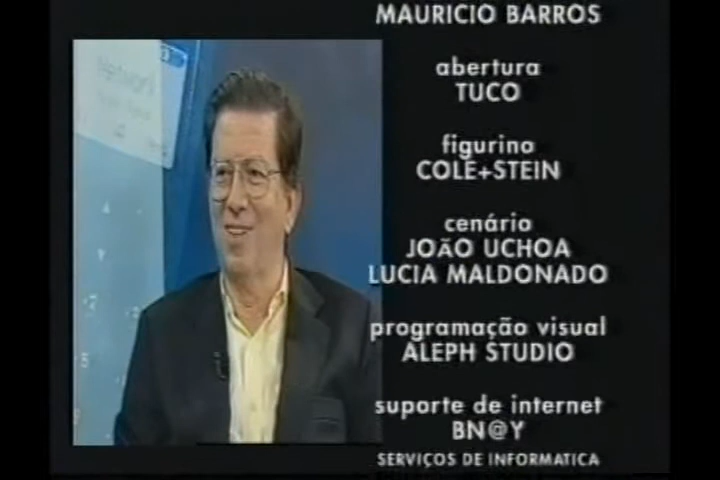 Network
MAURICIO BARROS
abertura
TUCO
figurino
COLE+STEIN
cenário
JOÃO UCHOA
LUCIA MALDONADO
programação visual
ALEPH STUDIO
suporte de internet
BN@Y
SERVIÇOS DE INFORMATICA